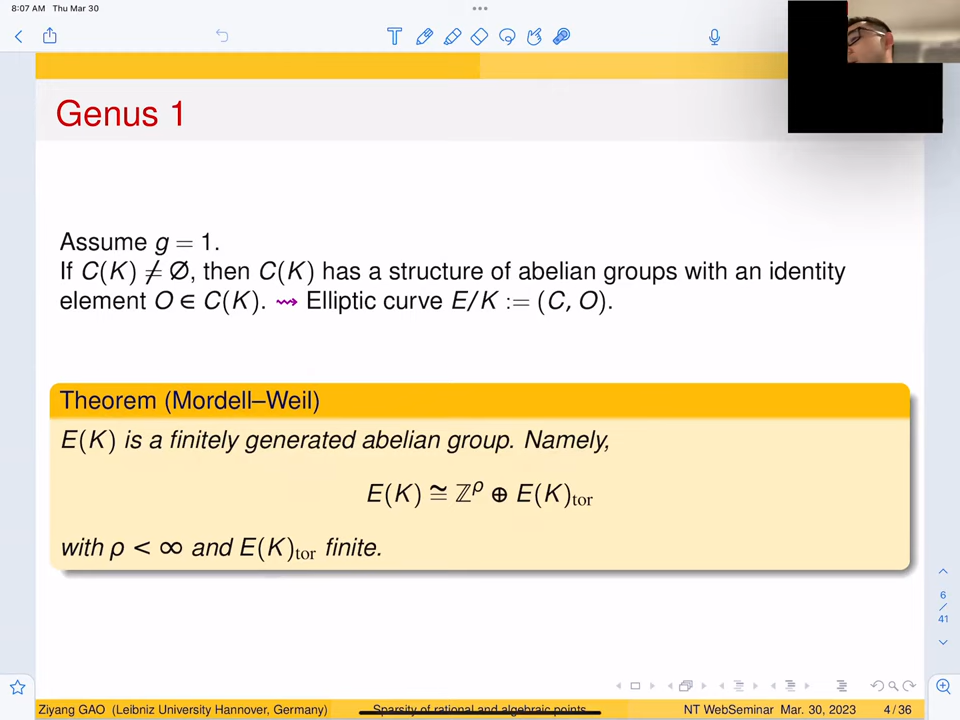 8:07 AM Thu Mar 30
Genus 1
Assume g = 1.
If C(K) ≠ Ø, then C(K) has a structure of abelian groups with an identity
element O ∈ C(K). ⇝ Elliptic curve E/K := (C, O).
Theorem (Mordell–Weil)
E(K) is a finitely generated abelian group. Namely,
E(K) ≅ ℤ^ρ ⊕ E(K)_tor
with ρ < ∞ and E(K)_tor finite.
6
/
41
Ziyang GAO (Leibniz University Hannover, Germany) Sparsity of rational and algebraic points NT WebSeminar Mar. 30, 2023 4 / 36